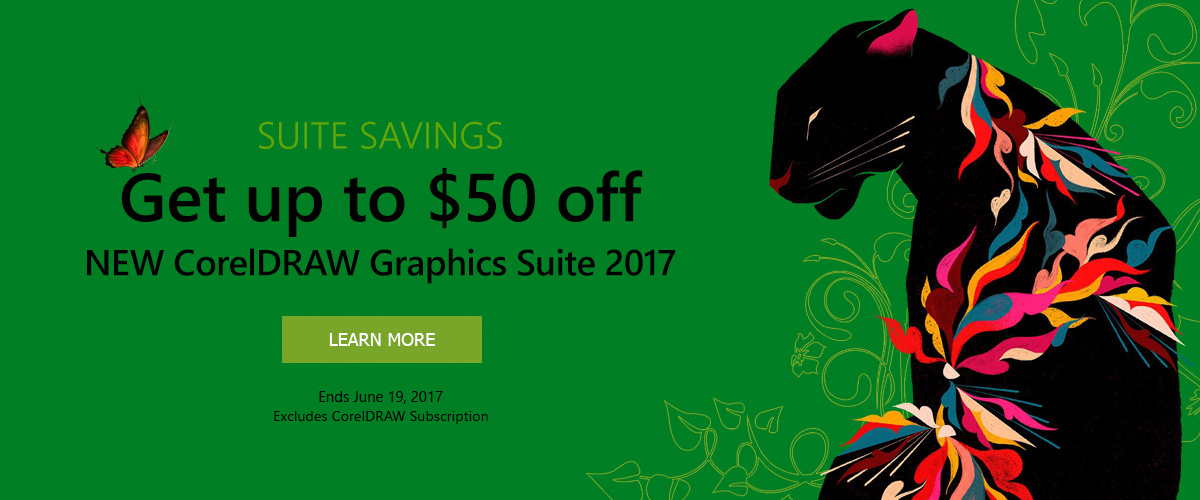 SUITE SAVINGS
Get up to $50 off
NEW CorelDRAW Graphics Suite 2017
LEARN MORE
Ends June 19, 2017
Excludes CorelDRAW Subscription